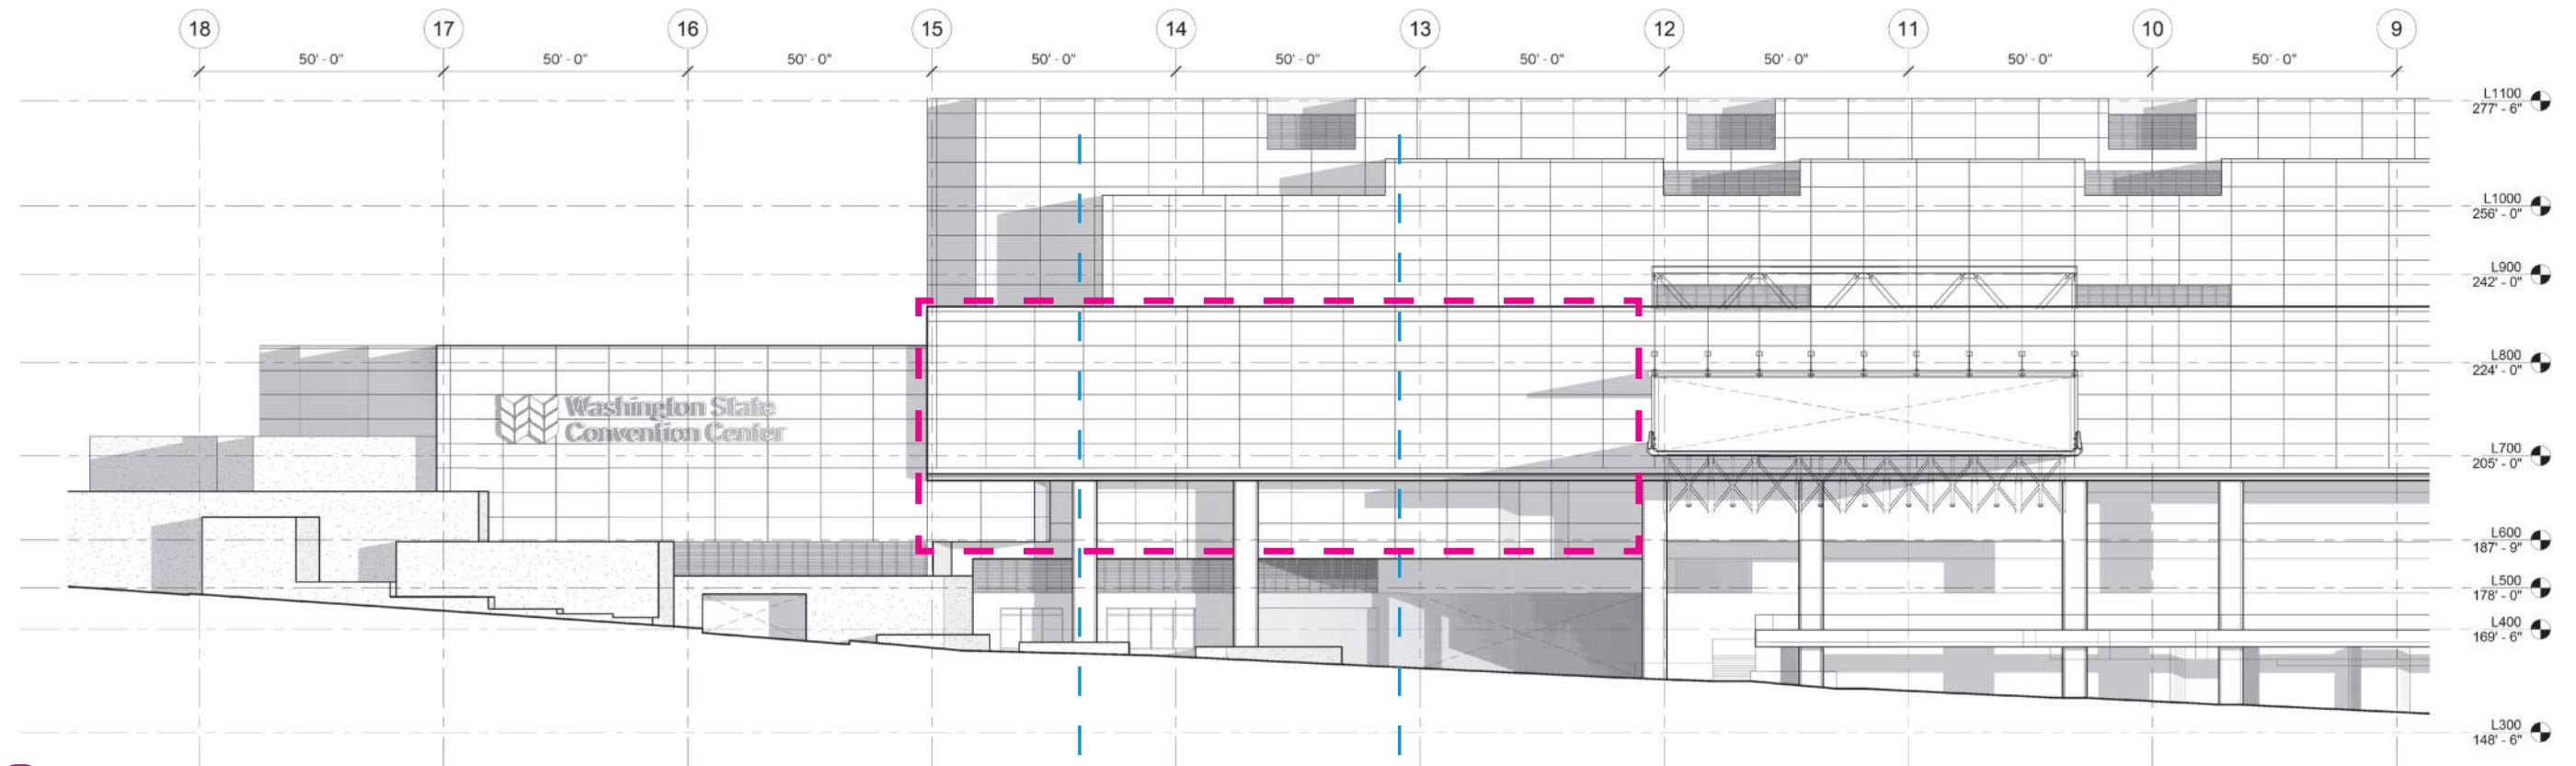 18 17 16 15 14 13 12 11 10 9
50' - 0" 50' - 0" 50' - 0" 50' - 0" 50' - 0" 50' - 0" 50' - 0" 50' - 0" 50' - 0"
L1100
277' - 6"
L1000
256' - 0"
L900
242' - 0"
L800
224' - 0"
Washington State
Convention Center
L700
205' - 0"
L600
187' - 9"
L500
178' - 0"
L400
169' - 6"
L300
148' - 6"